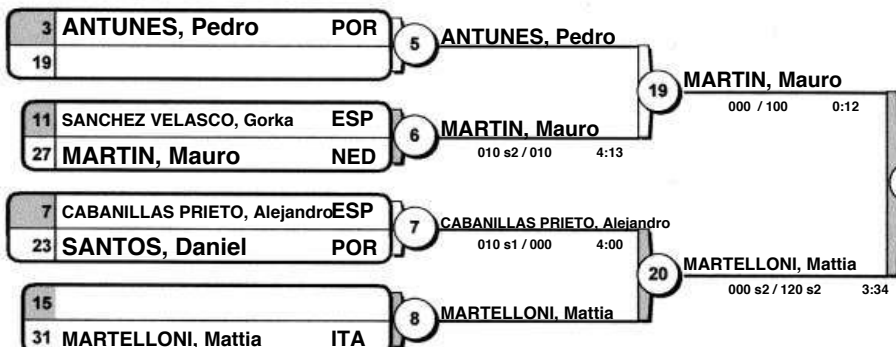 3 ANTUNES, Pedro POR
19
5
ANTUNES, Pedro
11 SANCHEZ VELASCO, Gorka ESP
27 MARTIN, Mauro NED
6
MARTIN, Mauro
010 s2 / 010 4:13
19
MARTIN, Mauro
000 / 100 0:12
7 CABANILLAS PRIETO, Alejandro ESP
23 SANTOS, Daniel POR
7
CABANILLAS PRIETO, Alejandro
010 s1 / 000 4:00
15
31 MARTELLONI, Mattia ITA
8
MARTELLONI, Mattia
20
MARTELLONI, Mattia
000 s2 / 120 s2 3:34